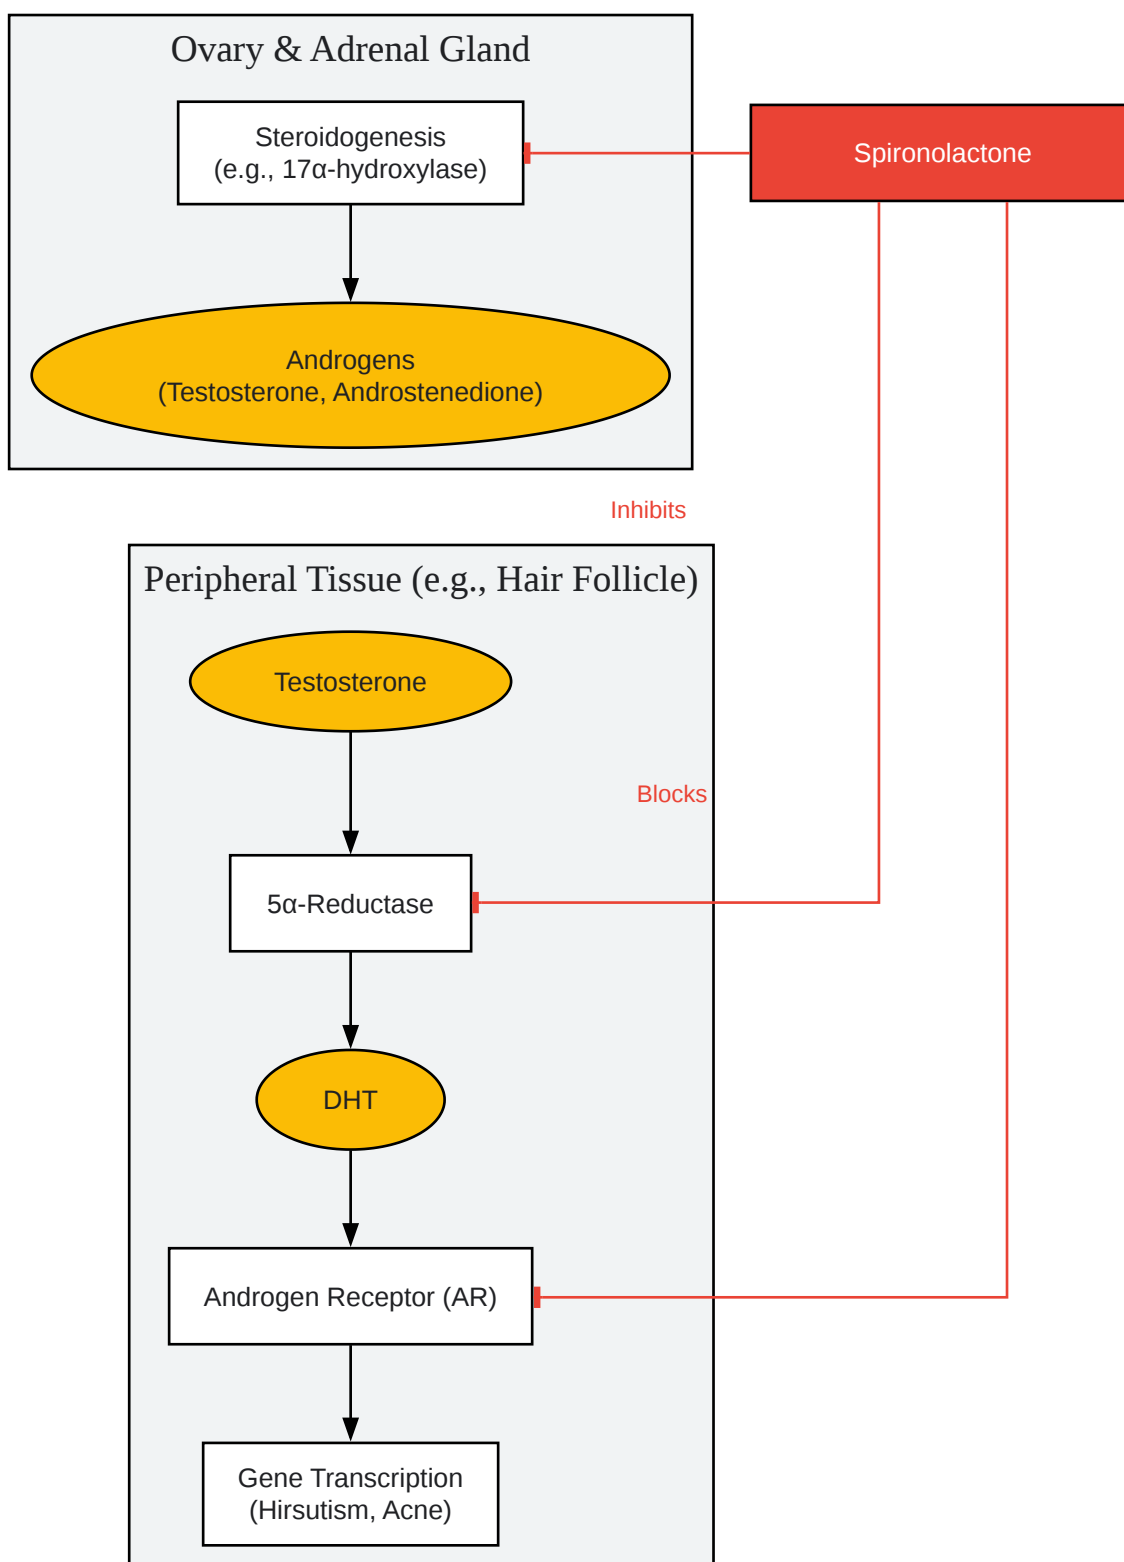 Ovary & Adrenal Gland
Steroidogenesis
(e.g., 17α-hydroxylase)
Spironolactone
Androgens
(Testosterone, Androstenedione)
Inhibits
Peripheral Tissue (e.g., Hair Follicle)
Testosterone
Blocks
5α-Reductase
DHT
Androgen Receptor (AR)
Gene Transcription
(Hirsutism, Acne)